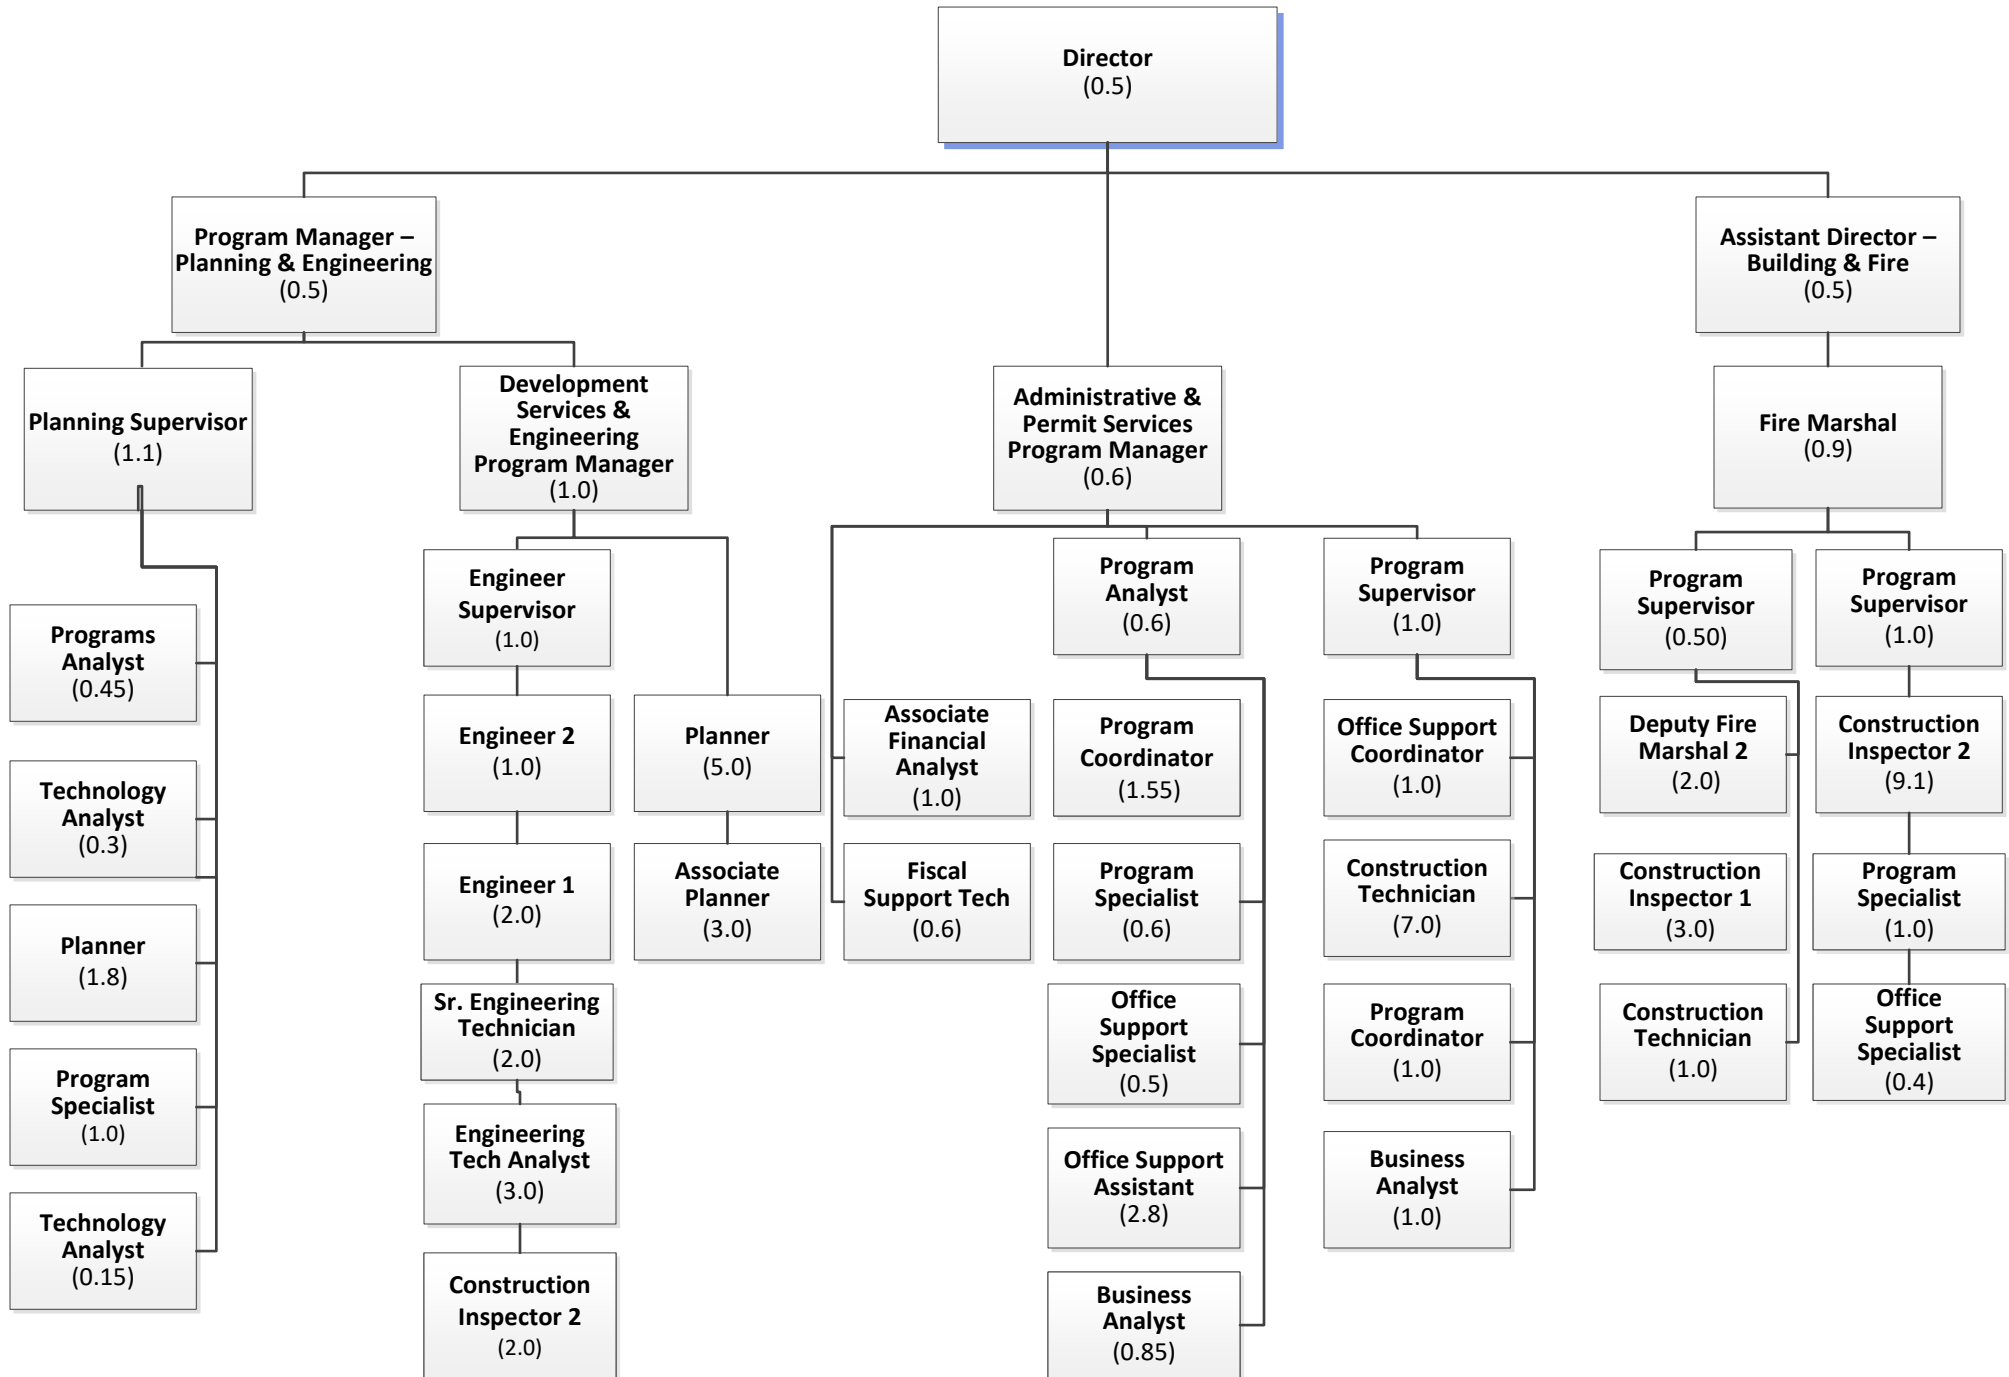 Director
(0.5)
Program Manager –
Planning & Engineering
(0.5)
Assistant Director –
Building & Fire
(0.5)
Planning Supervisor
(1.1)
Development
Services &
Engineering
Program Manager
(1.0)
Administrative &
Permit Services
Program Manager
(0.6)
Fire Marshal
(0.9)
Programs
Analyst
(0.45)
Technology
Analyst
(0.3)
Planner
(1.8)
Program
Specialist
(1.0)
Technology
Analyst
(0.15)
Engineer
Supervisor
(1.0)
Engineer 2
(1.0)
Engineer 1
(2.0)
Sr. Engineering
Technician
(2.0)
Engineering
Tech Analyst
(3.0)
Construction
Inspector 2
(2.0)
Planner
(5.0)
Associate
Planner
(3.0)
Associate
Financial
Analyst
(1.0)
Fiscal
Support Tech
(0.6)
Program
Analyst
(0.6)
Program
Coordinator
(1.55)
Program
Specialist
(0.6)
Office
Support
Specialist
(0.5)
Office Support
Assistant
(2.8)
Business
Analyst
(0.85)
Program
Supervisor
(1.0)
Office Support
Coordinator
(1.0)
Construction
Technician
(7.0)
Program
Coordinator
(1.0)
Business
Analyst
(1.0)
Program
Supervisor
(0.50)
Deputy Fire
Marshal 2
(2.0)
Construction
Inspector 1
(3.0)
Construction
Technician
(1.0)
Program
Supervisor
(1.0)
Construction
Inspector 2
(9.1)
Program
Specialist
(1.0)
Office
Support
Specialist
(0.4)